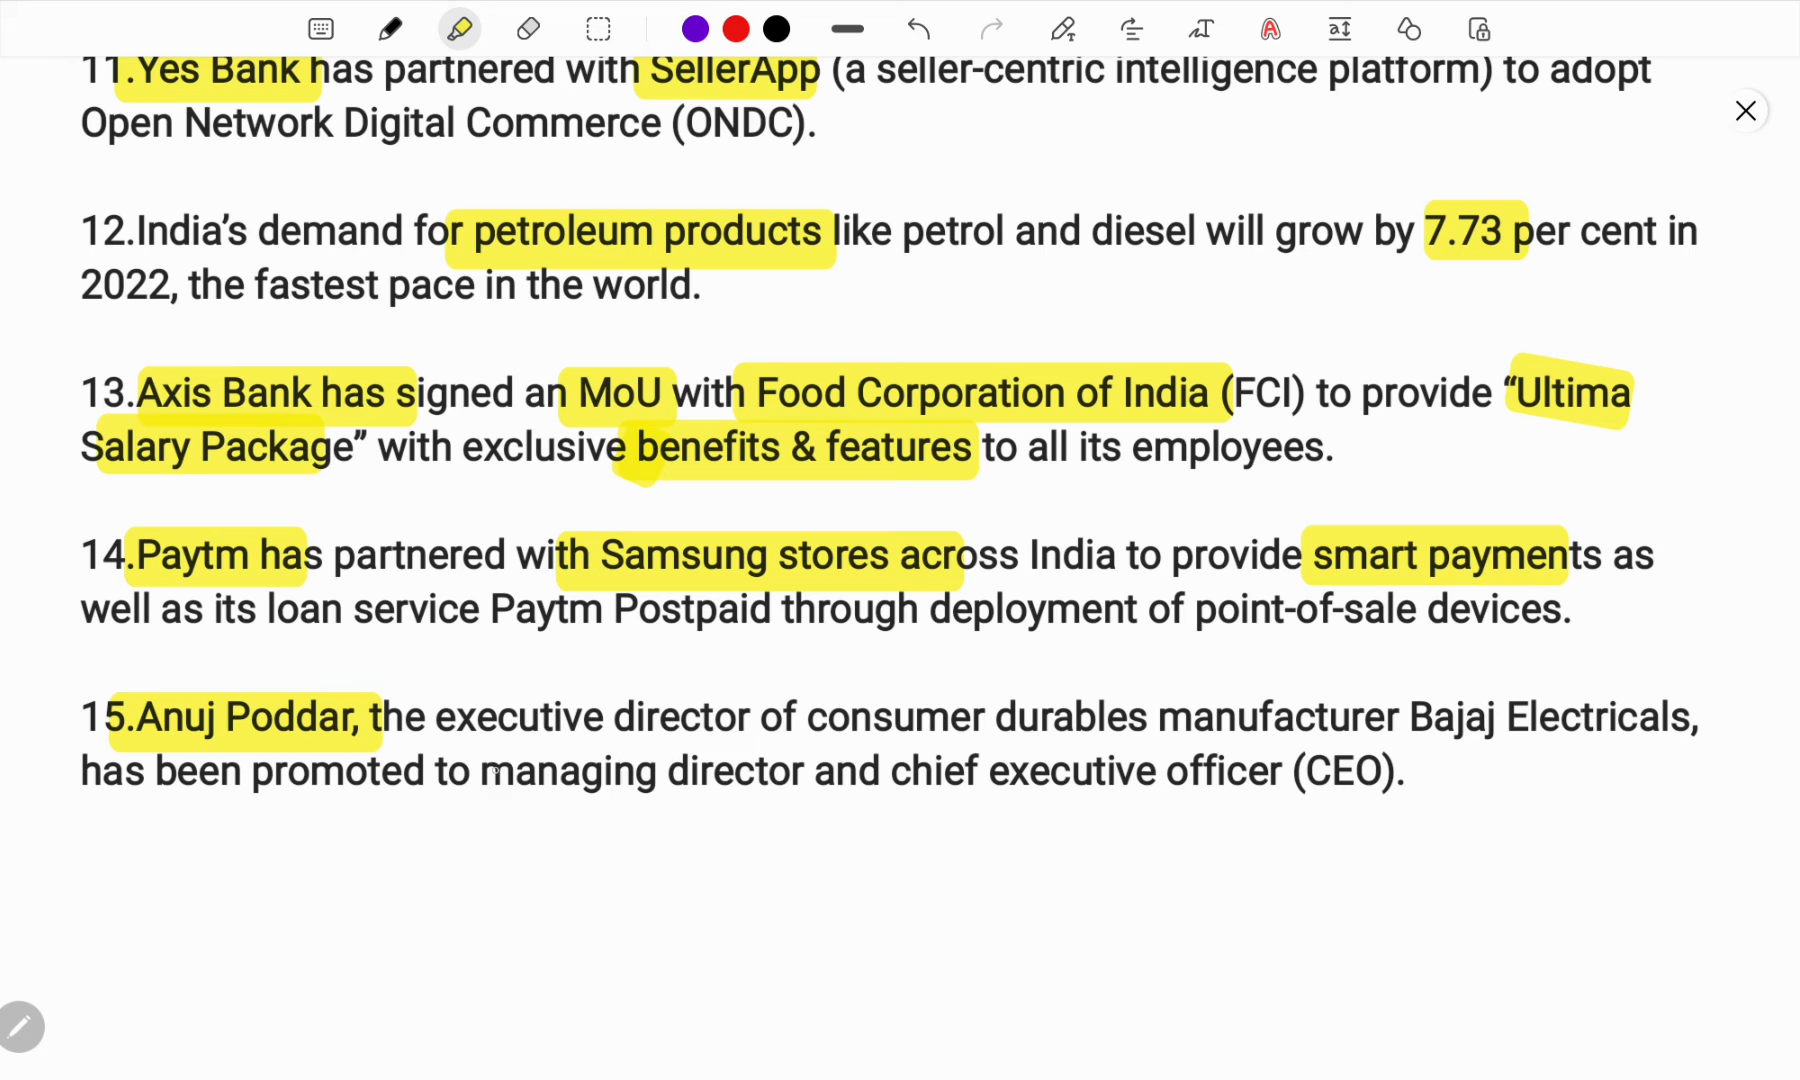 11.Yes Bank has partnered with SellerApp (a seller-centric intelligence platform) to adopt
Open Network Digital Commerce (ONDC).
12.India’s demand for petroleum products like petrol and diesel will grow by 7.73 per cent in
2022, the fastest pace in the world.
13.Axis Bank has signed an MoU with Food Corporation of India (FCI) to provide “Ultima
Salary Package” with exclusive benefits & features to all its employees.
14.Paytm has partnered with Samsung stores across India to provide smart payments as
well as its loan service Paytm Postpaid through deployment of point-of-sale devices.
15.Anuj Poddar, the executive director of consumer durables manufacturer Bajaj Electricals,
has been promoted to managing director and chief executive officer (CEO).